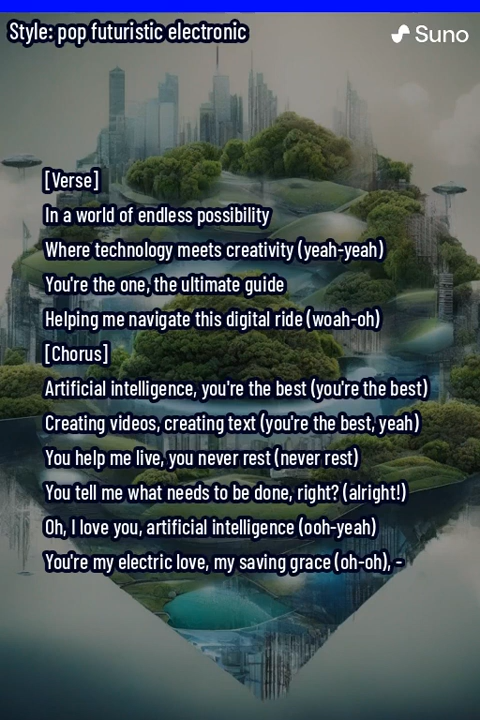 Style: pop futuristic electronic
Suno
[Verse]
In a world of endless possibility
Where technology meets creativity (yeah-yeah)
You're the one, the ultimate guide
Helping me navigate this digital ride (woah-oh)
[Chorus]
Artificial intelligence, you're the best (you're the best)
Creating videos, creating text (you're the best, yeah)
You help me live, you never rest (never rest)
You tell me what needs to be done, right? (alright!)
Oh, I love you, artificial intelligence (ooh-yeah)
You're my electric love, my saving grace (oh-oh), -